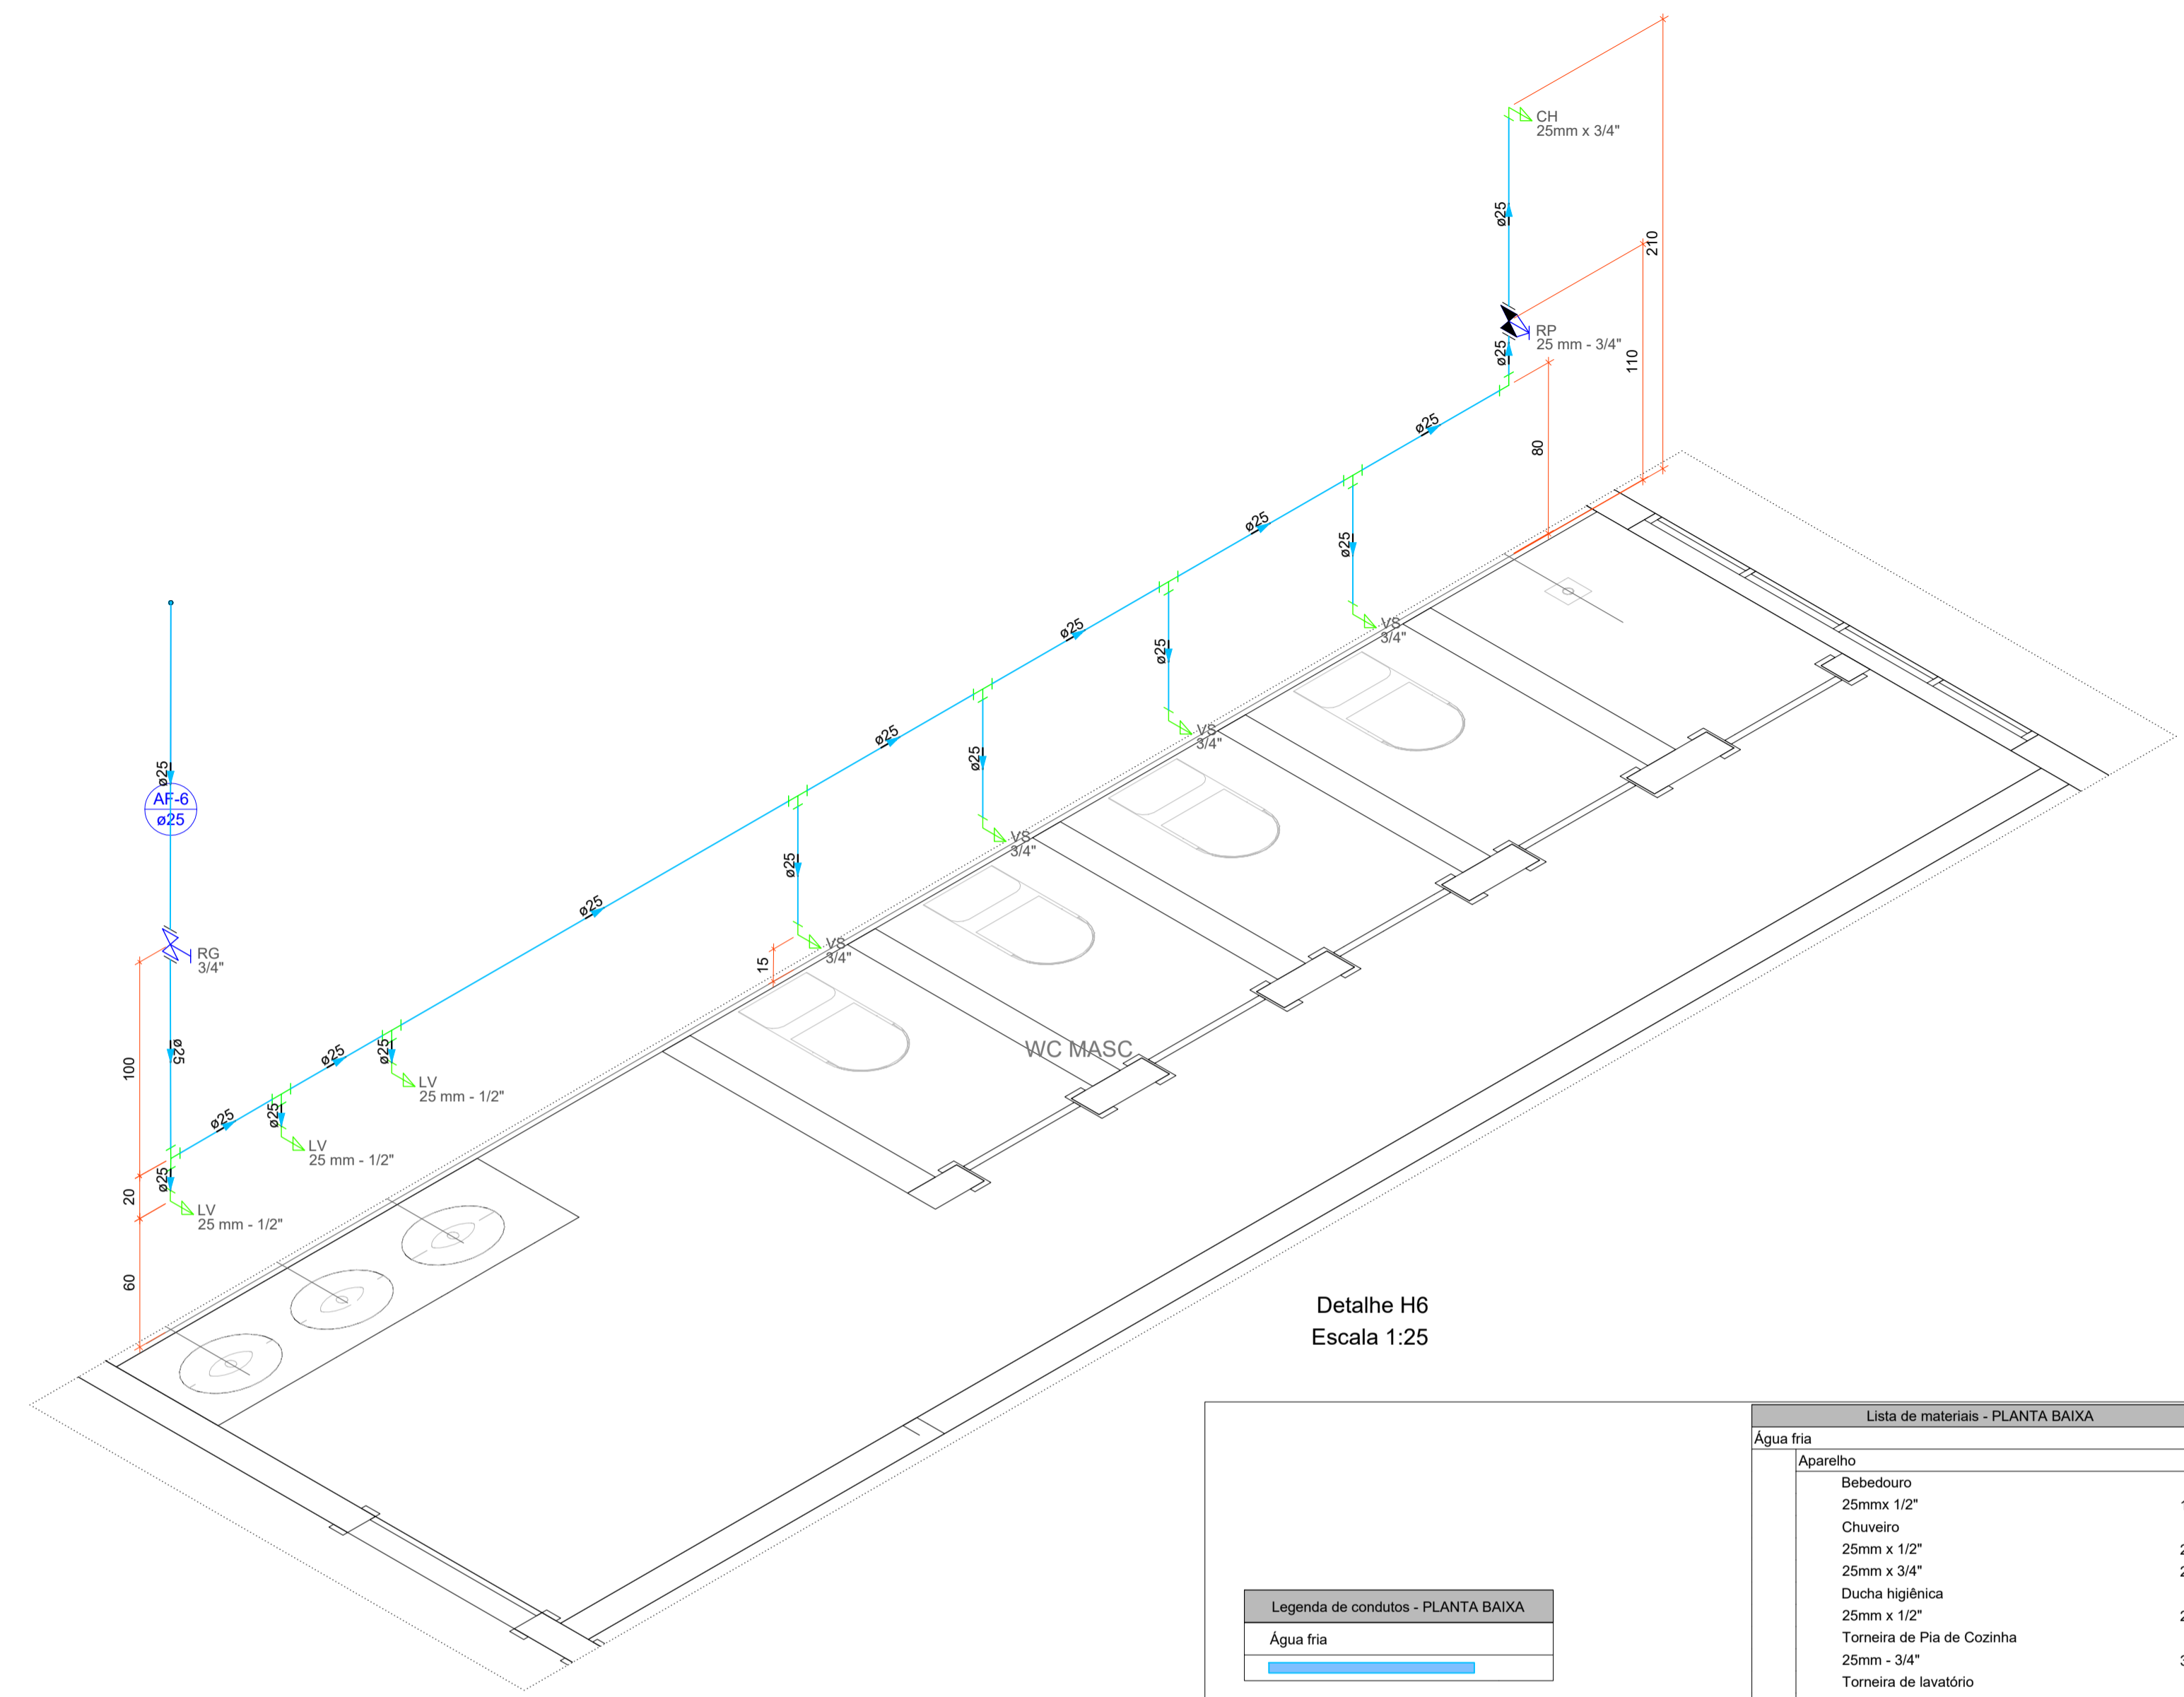 CH
25mm x 3/4"
210
ø25
RP
25 mm - 3/4"
ø25
110
80
ø25
ø25
ø25
VS
3/4"
ø25
ø25
VS
3/4"
ø25
ø25
VS
3/4"
ø25
ø25
VS
3/4"
15
ø25
AF-6
ø25
RG
3/4"
ø25
100
ø25
ø25
LV
25 mm - 1/2"
ø25
ø25
LV
25 mm - 1/2"
ø25
20
LV
25 mm - 1/2"
60
WC MASC
Detalhe H6
Escala 1:25
Legenda de condutos - PLANTA BAIXA
Água fria
Lista de materiais - PLANTA BAIXA
Água fria
Aparelho
Bebedouro
25mmx 1/2"
Chuveiro
25mm x 1/2"
25mm x 3/4"
Ducha higiênica
25mm x 1/2"
Torneira de Pia de Cozinha
25mm - 3/4"
Torneira de lavatório